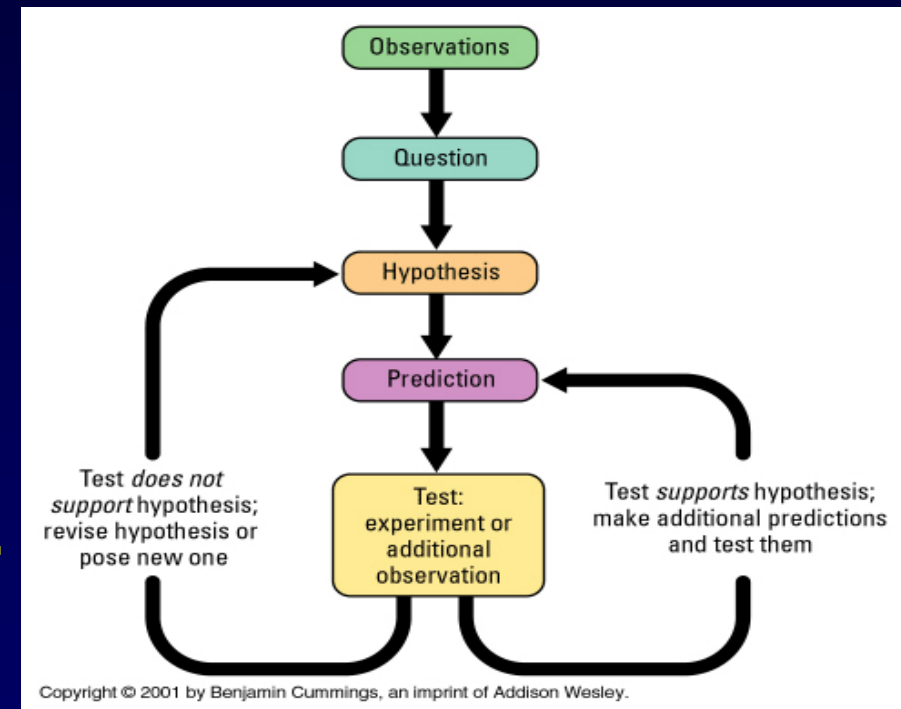 Observations
Question
Hypothesis
Prediction
Test does not
support hypothesis;
revise hypothesis or
pose new one
Test:
experiment or
additional
observation
Test supports hypothesis;
make additional predictions
and test them
Copyright © 2001 by Benjamin Cummings, an imprint of Addison Wesley.